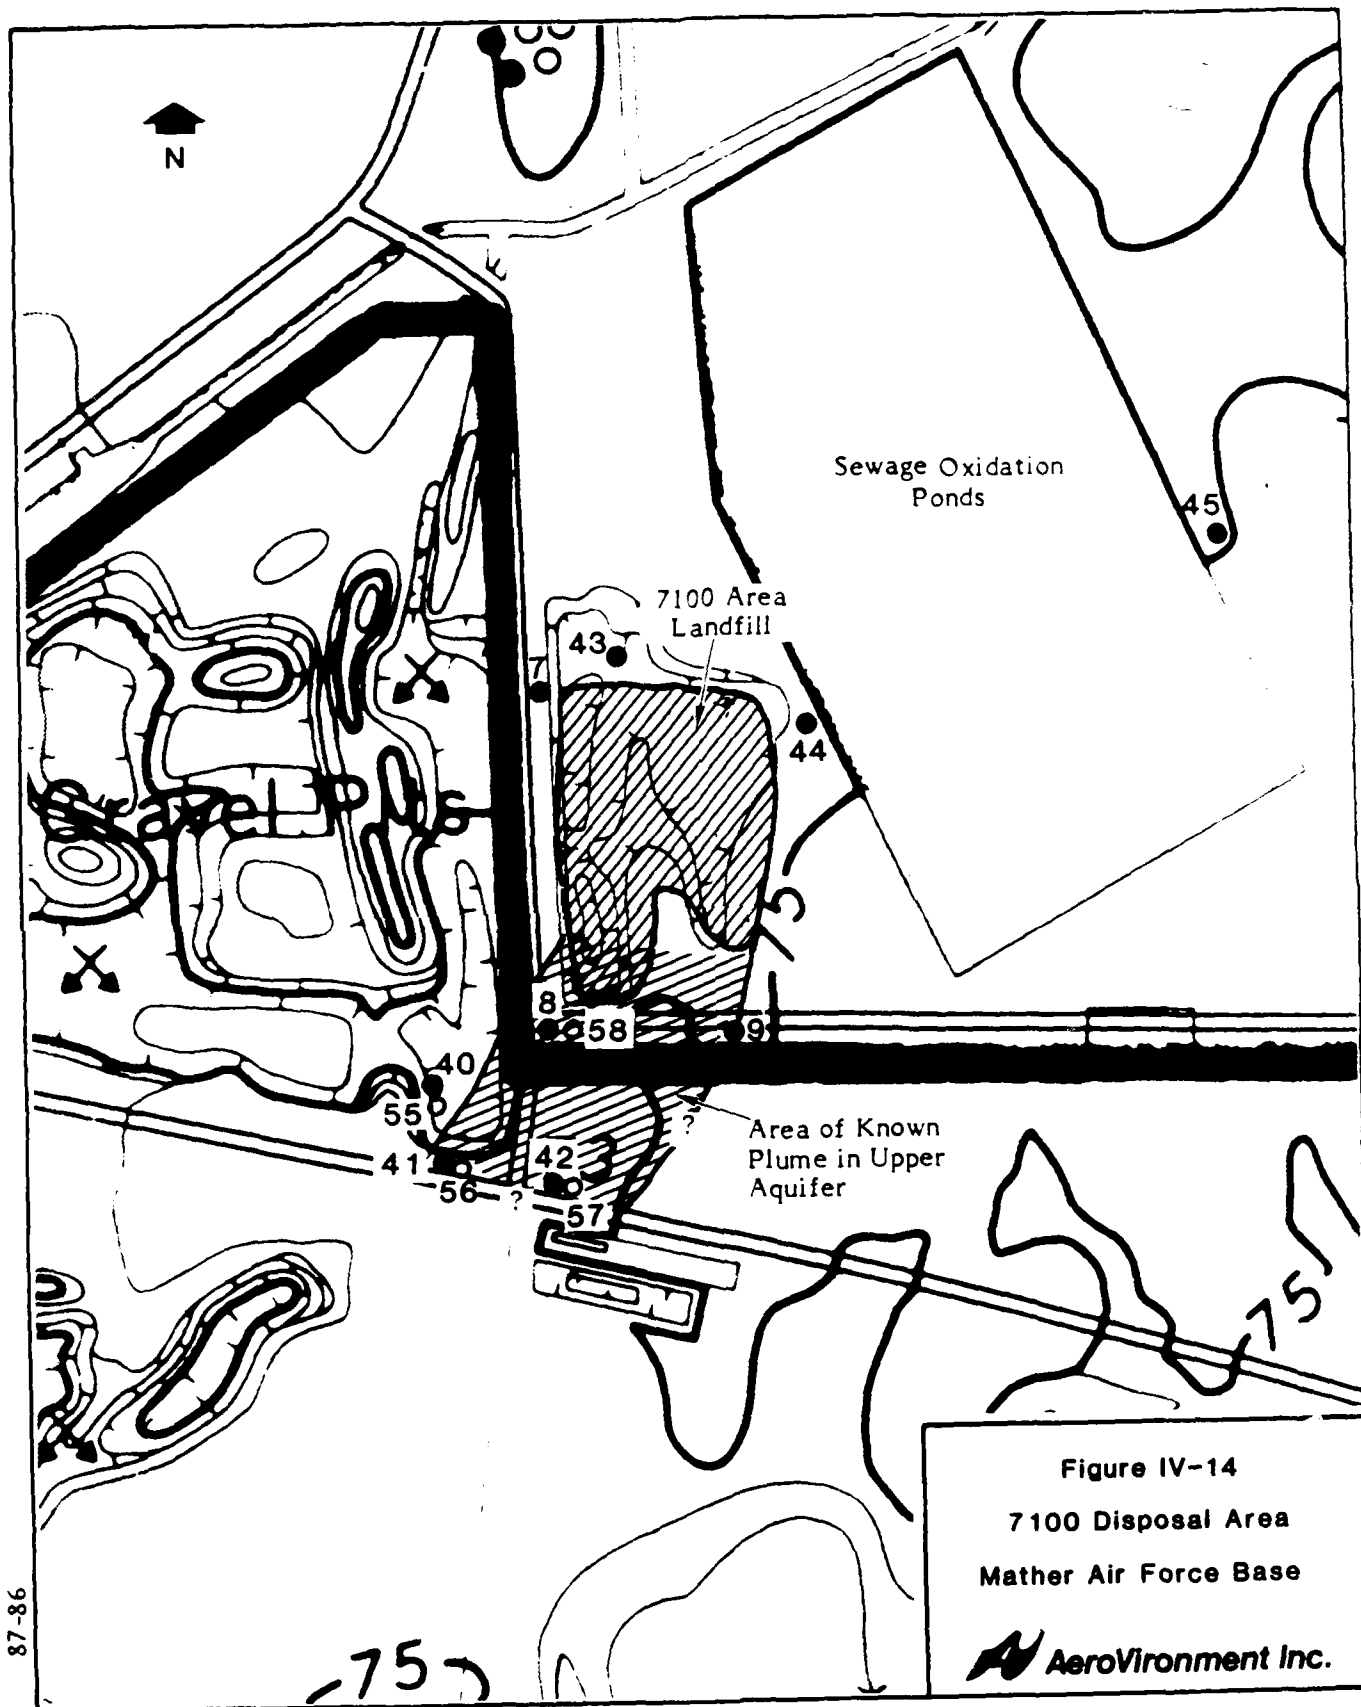 N
Sewage Oxidation
Ponds
45
7100 Area
Landfill
43
7
44
Gravel Pits
75
8
58
9
40
55
Area of Known
Plume in Upper
Aquifer
?
41
42
56
?
57
75
Figure IV-14
7100 Disposal Area
Mather Air Force Base
AeroVironment Inc.
87-86
75